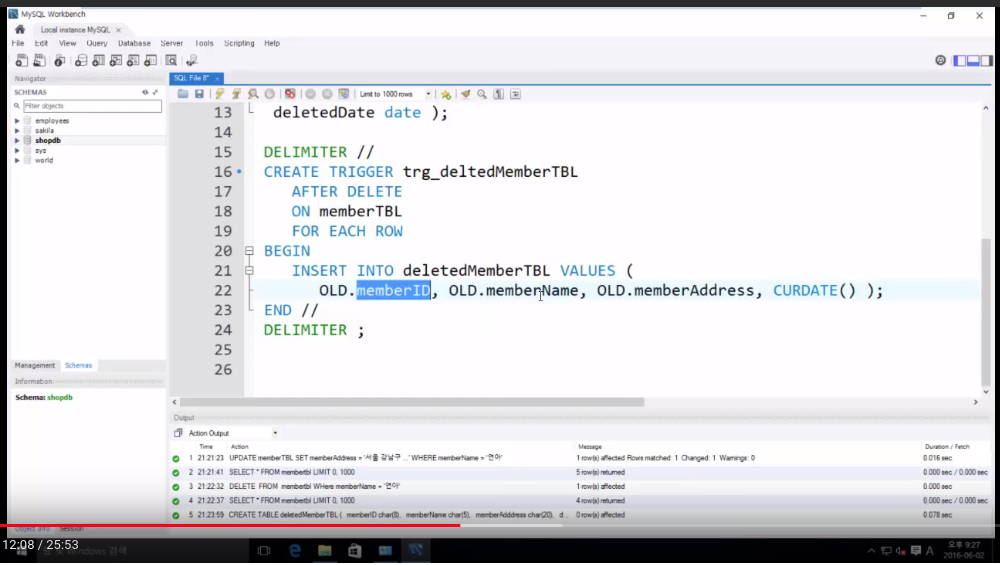 MySQL Workbench
Local instance MySQL
File Edit View Query Database Server Tools Scripting Help
Navigator
SCHEMAS
Filter objects
employees
sakila
shopdb
sys
world
Management Schemas
Information
Schema: shopdb
SQL File 8*
Limit to 1000 rows
13 deletedDate date );
14
15 DELIMITER //
16 CREATE TRIGGER trg_deltedMemberTBL
17 AFTER DELETE
18 ON memberTBL
19 FOR EACH ROW
20 BEGIN
21 INSERT INTO deletedMemberTBL VALUES (
22 OLD.memberID, OLD.memberName, OLD.memberAddress, CURDATE() );
23 END //
24 DELIMITER ;
25
26
Output
Action Output
Time Action Message Duration / Fetch
1 21:21:23 UPDATE memberTBL SET memberAddress = '서울 강남구 ...' WHERE memberName = '연아' 1 row(s) affected Rows matched: 1 Changed: 1 Warnings: 0 0.016 sec
2 21:21:41 SELECT * FROM membertbl LIMIT 0, 1000 5 row(s) returned 0.000 sec / 0.000 sec
3 21:22:32 DELETE FROM membertbl WHere memberName = '연아' 1 row(s) affected 0.000 sec
4 21:22:37 SELECT * FROM membertbl LIMIT 0, 1000 4 row(s) returned 0.000 sec / 0.000 sec
5 21:23:59 CREATE TABLE deletedMemberTBL ( memberID char(8), memberName char(5), memberAdddress char(20), d... 0 row(s) affected 0.078 sec
Object Info Session
12:08 / 25:53
Windows 검색
A
오후 9:27
2016-06-02